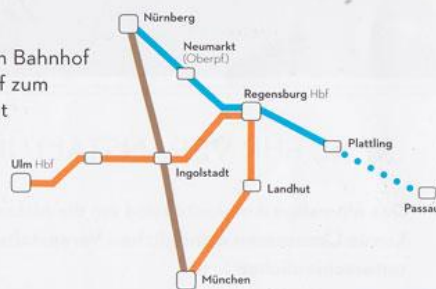 Nürnberg
n Bahnhof
f zum
t
Neumarkt
(Oberpf.)
Regensburg Hbf
Plattling
Ulm Hbf
Ingolstadt
Landhut
Passau
München